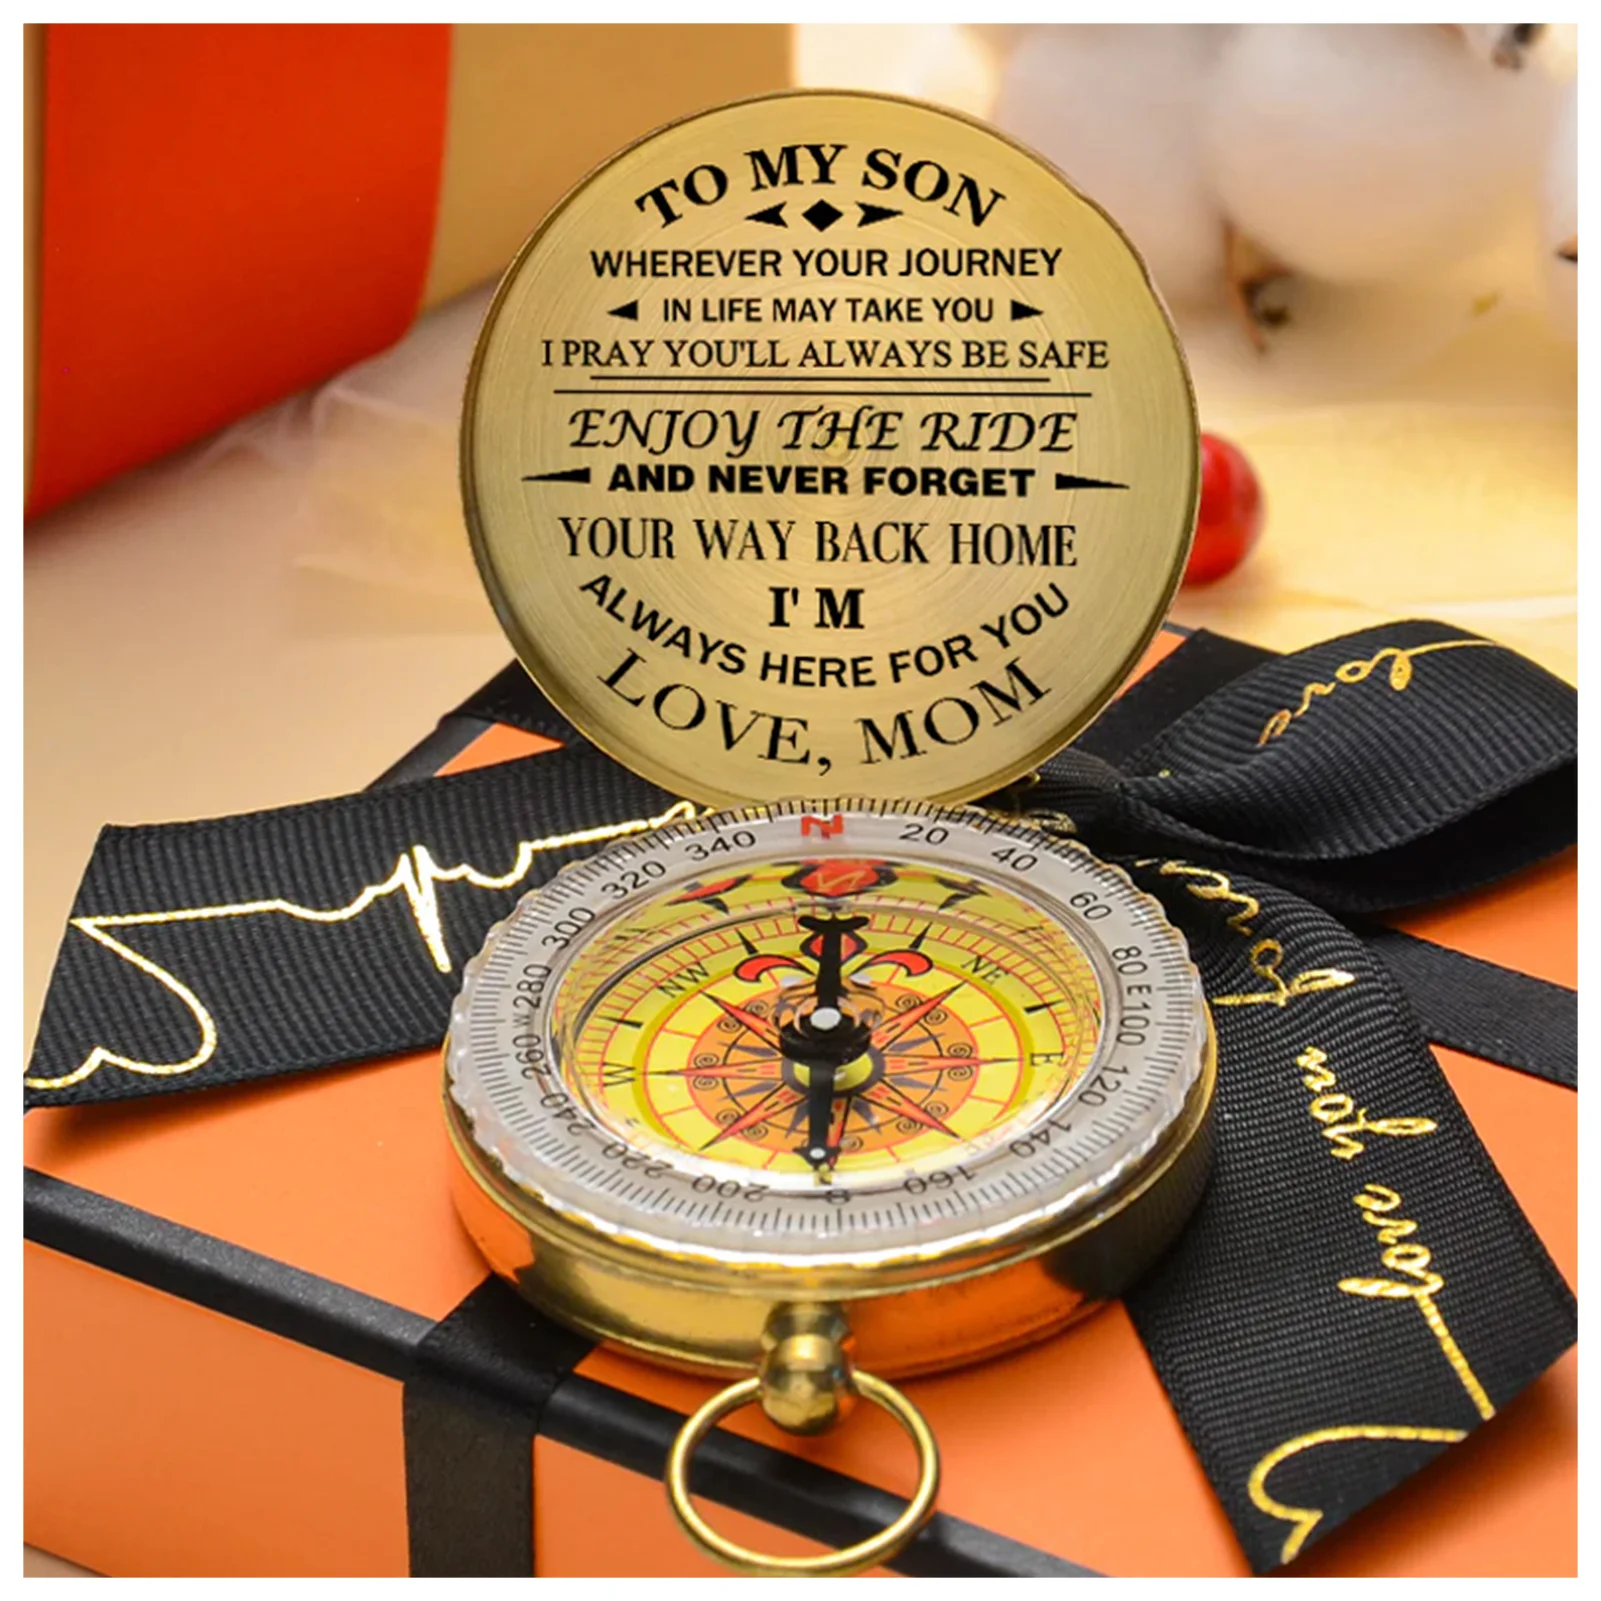 TO MY SON
WHEREVER YOUR JOURNEY
IN LIFE MAY TAKE YOU
I PRAY YOU'LL ALWAYS BE SAFE
ENJOY THE RIDE
AND NEVER FORGET
YOUR WAY BACK HOME
I'M
ALWAYS HERE FOR YOU
LOVE, MOM
love
for
you
love
N
20
40
60
80
E
100
120
140
160
S
200
220
240
260
W
280
300
320
340
N
NE
E
W
NW